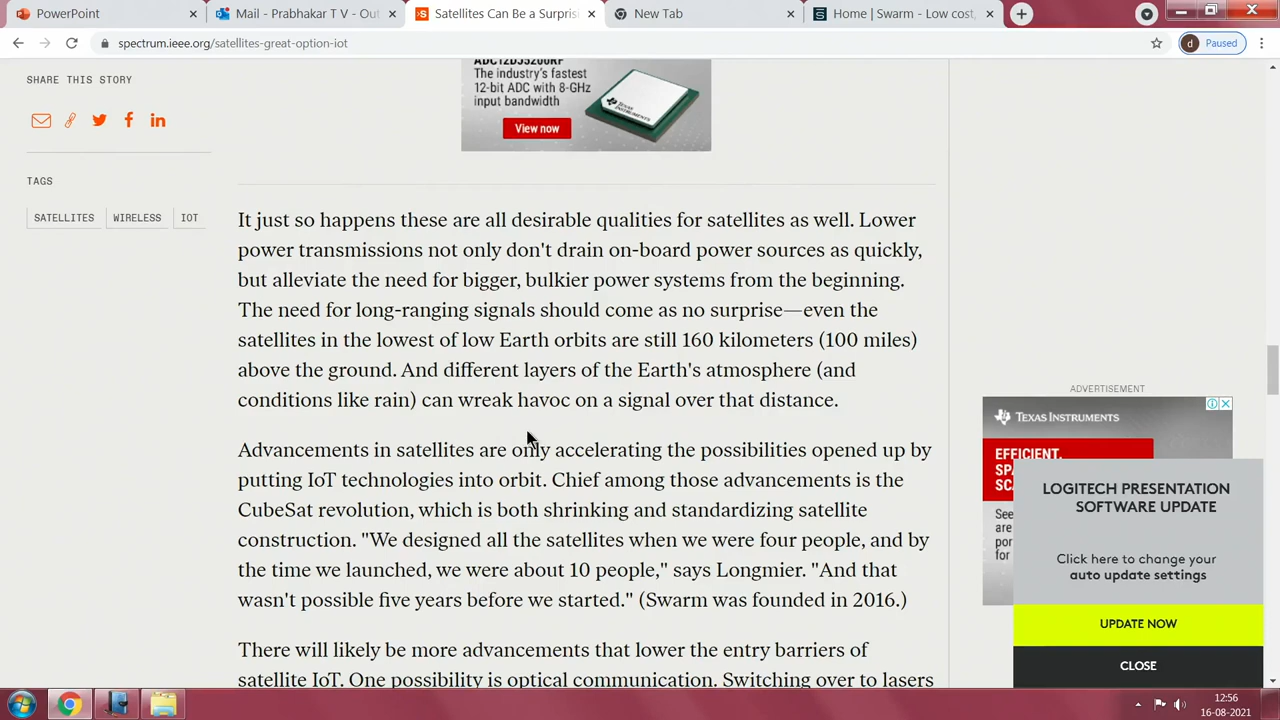 PowerPoint
Mail - Prabhakar T V - Out
Satellites Can Be a Surpris
New Tab
Home | Swarm - Low cost
spectrum.ieee.org/satellites-great-option-iot
d Paused
SHARE THIS STORY
TAGS
SATELLITES WIRELESS IOT
The industry's fastest
12-bit ADC with 8-GHz
input bandwidth
View now
It just so happens these are all desirable qualities for satellites as well. Lower
power transmissions not only don't drain on-board power sources as quickly,
but alleviate the need for bigger, bulkier power systems from the beginning.
The need for long-ranging signals should come as no surprise—even the
satellites in the lowest of low Earth orbits are still 160 kilometers (100 miles)
above the ground. And different layers of the Earth's atmosphere (and
conditions like rain) can wreak havoc on a signal over that distance.
Advancements in satellites are only accelerating the possibilities opened up by
putting IoT technologies into orbit. Chief among those advancements is the
CubeSat revolution, which is both shrinking and standardizing satellite
construction. "We designed all the satellites when we were four people, and by
the time we launched, we were about 10 people," says Longmier. "And that
wasn't possible five years before we started." (Swarm was founded in 2016.)
There will likely be more advancements that lower the entry barriers of
satellite IoT. One possibility is optical communication. Switching over to lasers
ADVERTISEMENT
TEXAS INSTRUMENTS
EFFICIENT.
See
LOGITECH PRESENTATION
SOFTWARE UPDATE
Click here to change your
auto update settings
UPDATE NOW
CLOSE
12:56
16-08-2021